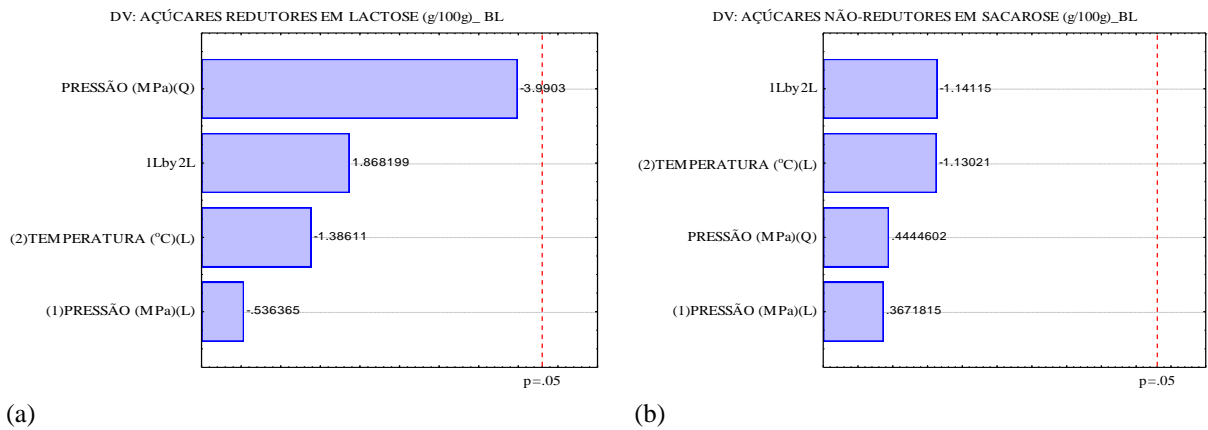 DV: AÇÚCARES REDUTORES EM LACTOSE (g/100g)_ BL
PRESSÃO (MPa)(Q)
-3.9903
1Lby2L
1.868199
(2)TEMPERATURA (°C)(L)
-1.38611
(1)PRESSÃO (MPa)(L)
-.536365
p=.05
(a)
DV: AÇÚCARES NÃO-REDUTORES EM SACAROSE (g/100g)_BL
1Lby2L
-1.14115
(2)TEMPERATURA (°C)(L)
-1.13021
PRESSÃO (MPa)(Q)
.4444602
(1)PRESSÃO (MPa)(L)
.3671815
p=.05
(b)